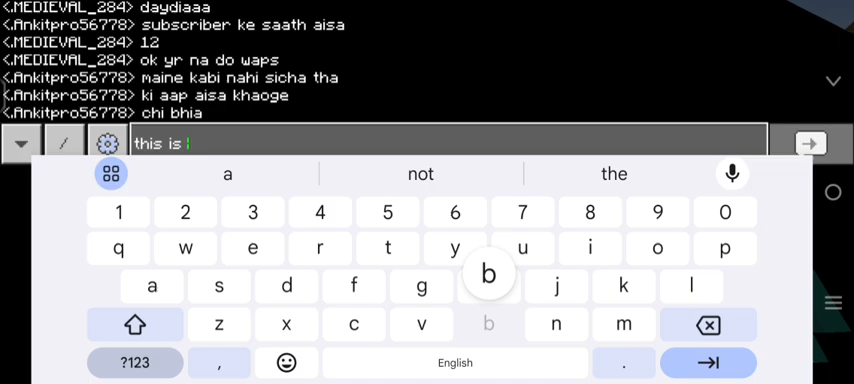 <.MEDIEVAL_284> daydiaaa
<.Ankitpro56778> subscriber ke saath aisa
<.MEDIEVAL_284> 12
<.MEDIEVAL_284> ok yr na do waps
<.Ankitpro56778> maine kabi nahi sicha tha
<.Ankitpro56778> ki aap aisa khaoge
<.Ankitpro56778> chi bhia
/ this is
a not the
1 2 3 4 5 6 7 8 9 0
q w e r t y u i o p
a s d f g b j k l
z x c v b n m
?123 , English .